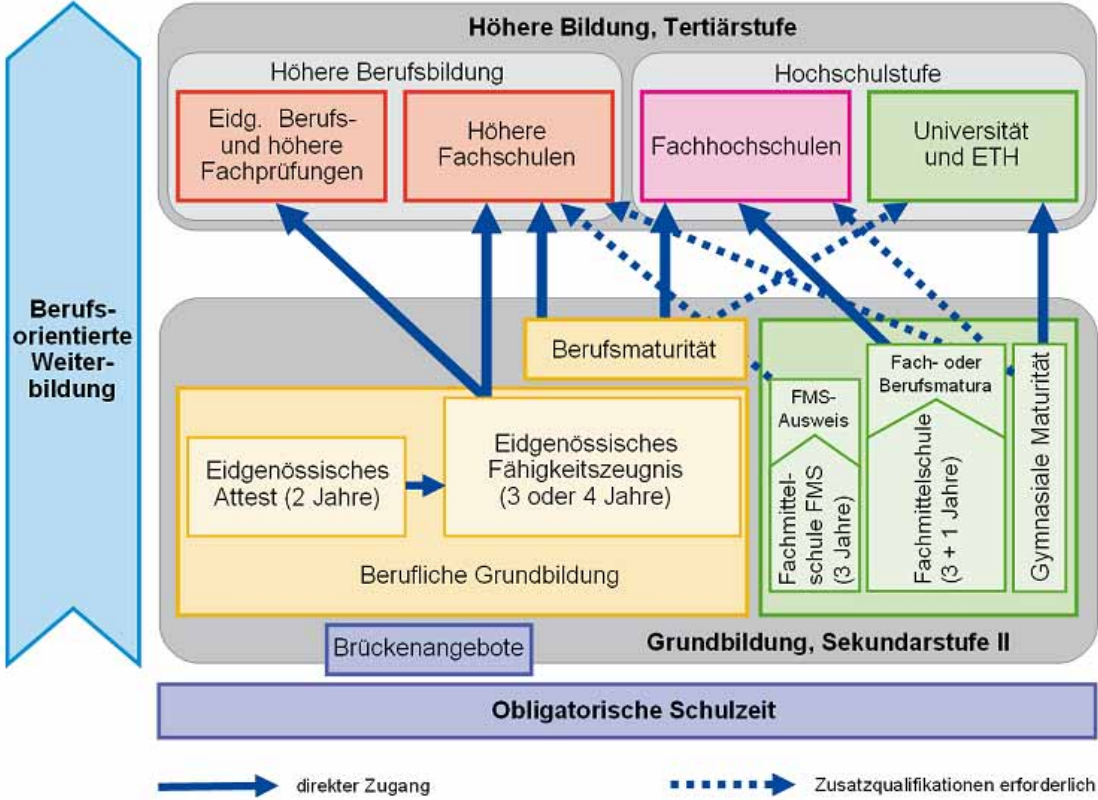 Höhere Bildung, Tertiärstufe
Höhere Berufsbildung
Hochschulstufe
Eidg. Berufs-
und höhere
Fachprüfungen
Höhere
Fachschulen
Fachhochschulen
Universität
und ETH
Berufs-
orientierte
Weiter-
bildung
Berufsmaturität
Eidgenössisches
Attest (2 Jahre)
Eidgenössisches
Fähigkeitszeugnis
(3 oder 4 Jahre)
Berufliche Grundbildung
FMS-
Ausweis
Fachmittel-
schule FMS
(3 Jahre)
Fach- oder
Berufsmatura
Fachmittelschule
(3 + 1 Jahre)
Gymnasiale Maturität
Grundbildung, Sekundarstufe II
Brückenangebote
Obligatorische Schulzeit
direkter Zugang
Zusatzqualifikationen erforderlich